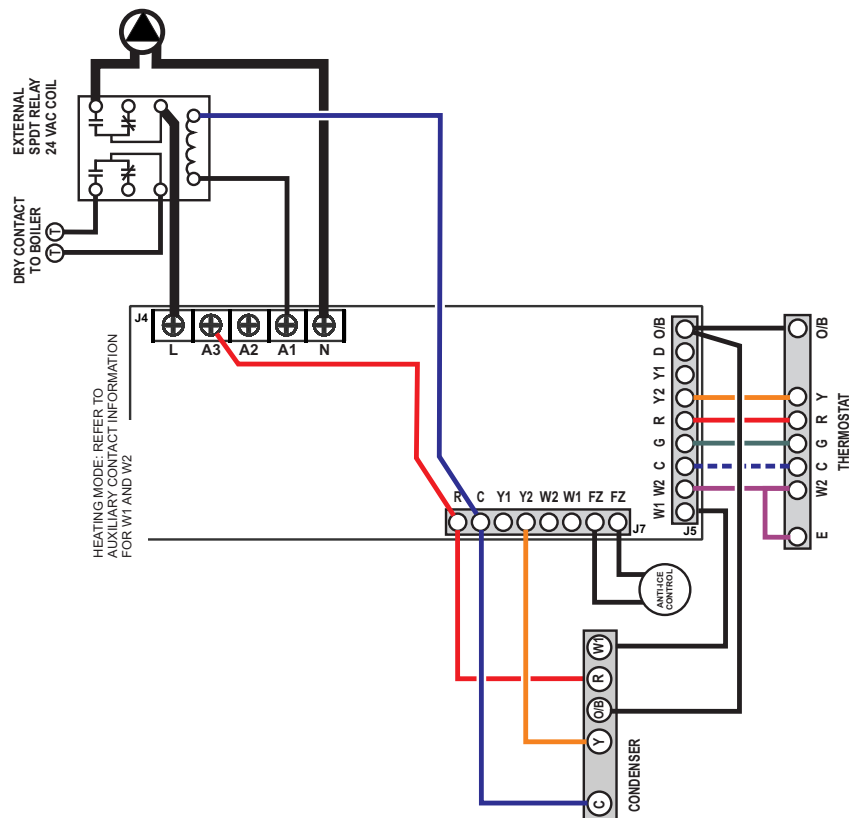 EXTERNAL
SPDT RELAY
24 VAC COIL
DRY CONTACT
TO BOILER
T
T
J4
L
A3
A2
A1
N
HEATING MODE: REFER TO
AUXILIARY CONTACT INFORMATION
FOR W1 AND W2
O/B
D
Y1
Y2
R
G
C
W2
W1
J5
O/B
Y
R
G
C
W2
E
THERMOSTAT
R C Y1 Y2 W2 W1 FZ FZ
J7
ANTI-ICE
CONTROL
W1
R
O/B
Y
C
CONDENSER